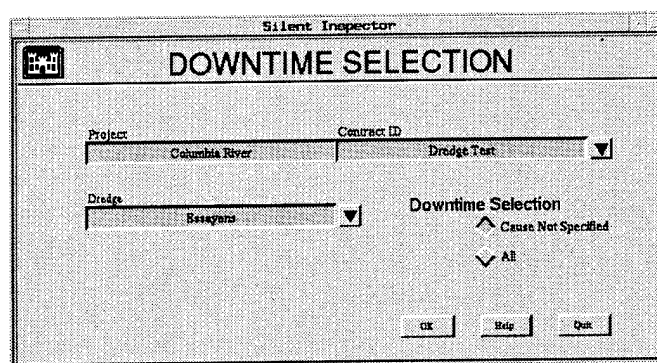 Silent Inspector
DOWNTIME SELECTION
Project Contract ID
Columbia River Dredge Test
Dredge
Essayons
Downtime Selection
Cause Not Specified
All
OK Help Quit